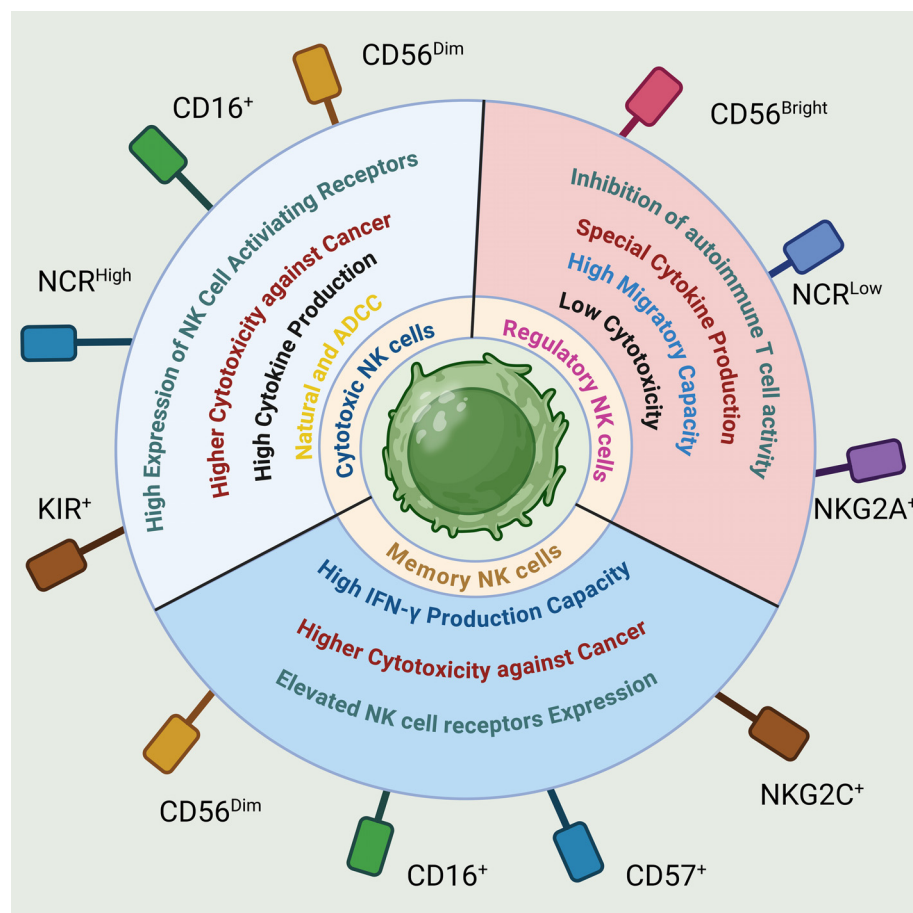 CD56Dim
CD16+
NCRHigh
KIR+
High Expression of NK Cell Activiating Receptors
Higher Cytotoxicity against Cancer
High Cytokine Production
Natural and ADCC
Cytotoxic NK cells
CD56Bright
NCRLow
NKG2A+
Inhibition of autoimmune T cell activity
Special Cytokine Production
High Migratory Capacity
Low Cytotoxicity
Regulatory NK cells
Memory NK cells
High IFN-γ Production Capacity
Higher Cytotoxicity against Cancer
Elevated NK cell receptors Expression
CD56Dim
CD16+
CD57+
NKG2C+